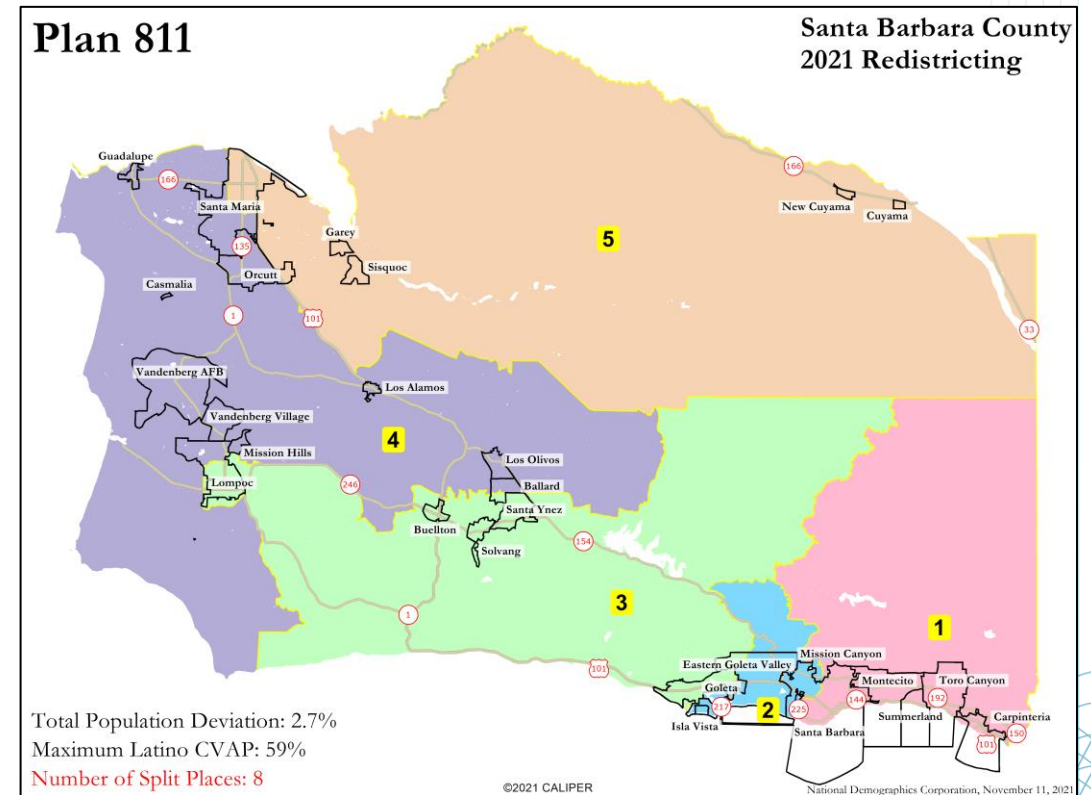 Plan 811
Santa Barbara County
2021 Redistricting
Guadalupe
166
Santa Maria
135
Orcutt
Garey
Sisquoc
Casmalia
1
101
5
166
New Cuyama
Cuyama
33
Vandenberg AFB
Vandenberg Village
Mission Hills
Lompoc
Los Alamos
4
246
Los Olivos
Ballard
Santa Ynez
Buellton
Solvang
154
1
3
101
1
Eastern Goleta Valley
Mission Canyon
Goleta
Montecito
Toro Canyon
217
2
225
144
192
Isla Vista
Santa Barbara
Summerland
Carpinteria
101
150
Total Population Deviation: 2.7%
Maximum Latino CVAP: 59%
Number of Split Places: 8
©2021 CALIPER
National Demographics Corporation, November 11, 2021